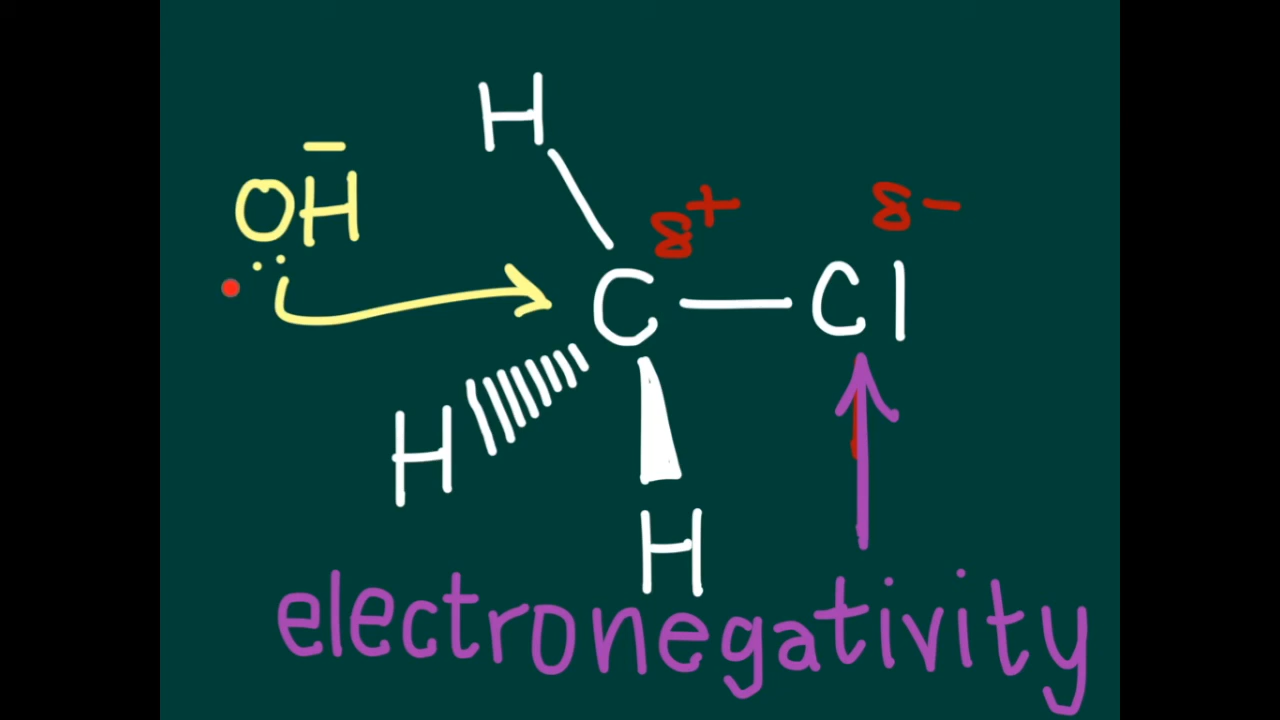 H
OH⁻
δ+
δ−
C — Cl
H
H
electronegativity